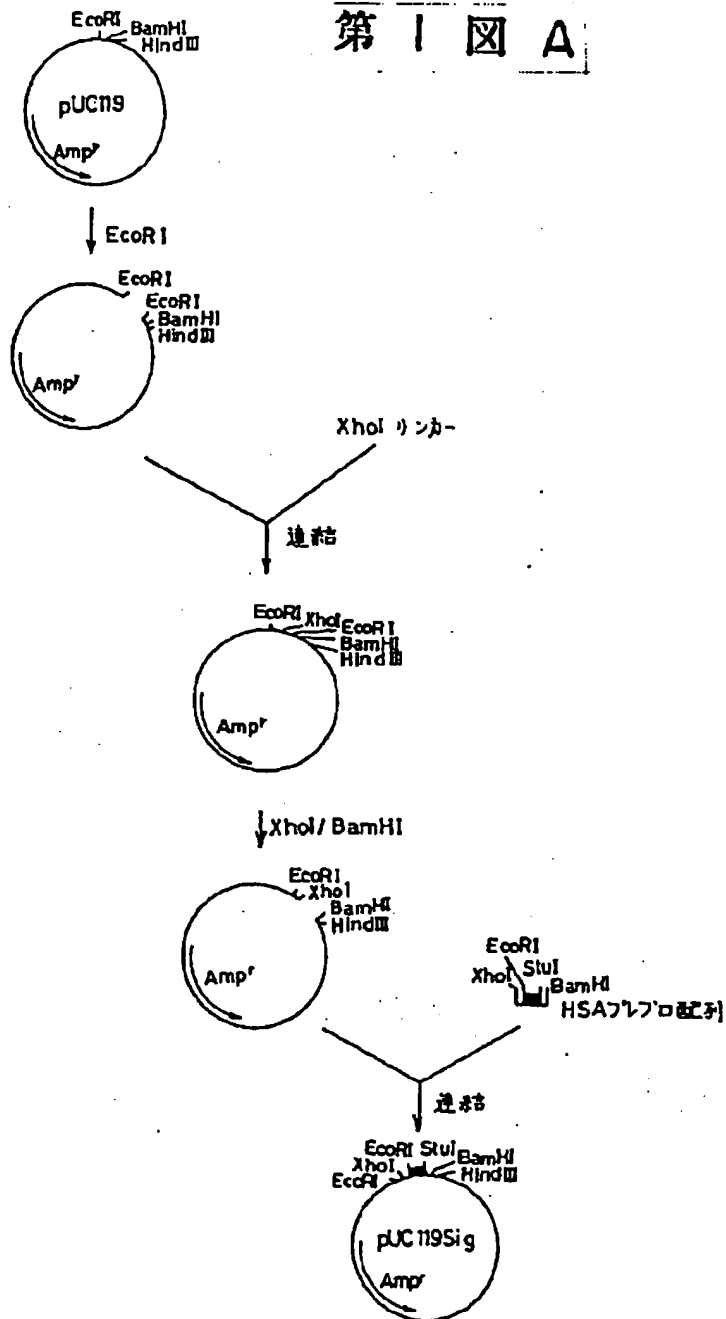 第1図 A
EcoRI
BamHI
HindIII
pUC119
Ampʳ
EcoRI
EcoRI
EcoRI
BamHI
HindIII
Ampʳ
XhoI リンカー
連結
EcoRI XhoI EcoRI
BamHI
HindIII
Ampʳ
XhoI/BamHI
EcoRI
XhoI
BamHI
HindIII
Ampʳ
EcoRI
XhoI StuI
BamHI
HSAプレプロ配列
連結
EcoRI StuI
XhoI BamHI
EcoRI HindIII
pUC119Sig
Ampʳ